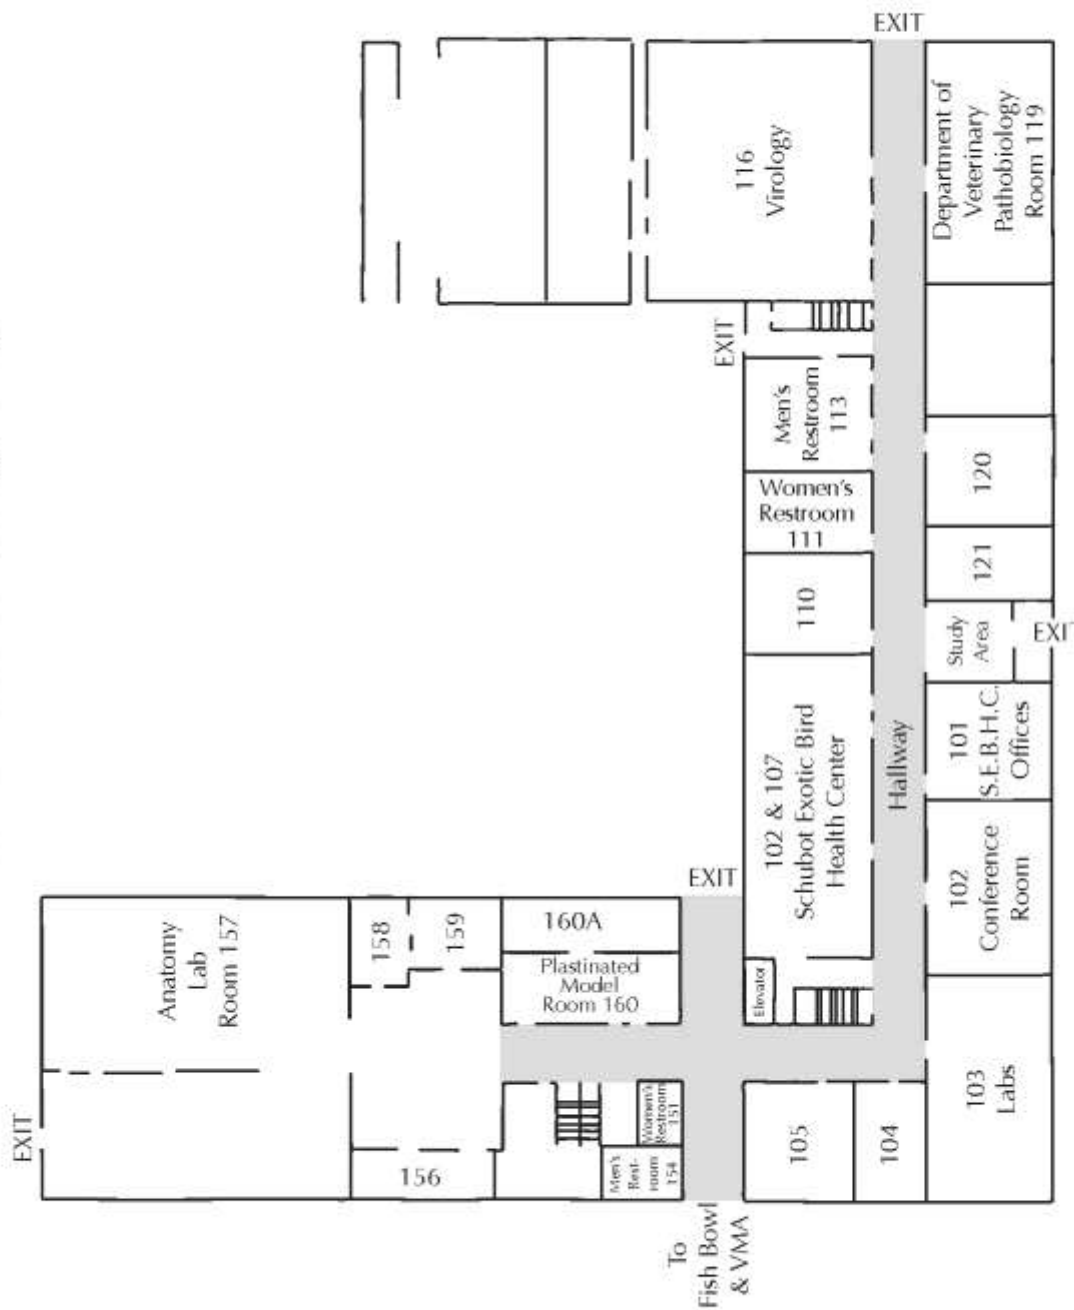 EXIT
Department of
Veterinary
Pathobiology
Room 119
116
Virology
EXIT
Men's
Restroom
113
Women's
Restroom
111
120
121
110
Study
Area
EXIT
101
S.E.B.H.C.
Offices
102 & 107
Schubot Exotic Bird
Health Center
Hallway
102
Conference
Room
EXIT
Anatomy
Lab
Room 157
158
159
160A
Plastinated
Model
Room 160
Elevator
103
Labs
EXIT
156
Women's
Restroom
151
Men's
Rest-
room
154
105
104
To
Fish Bowl
& VMA